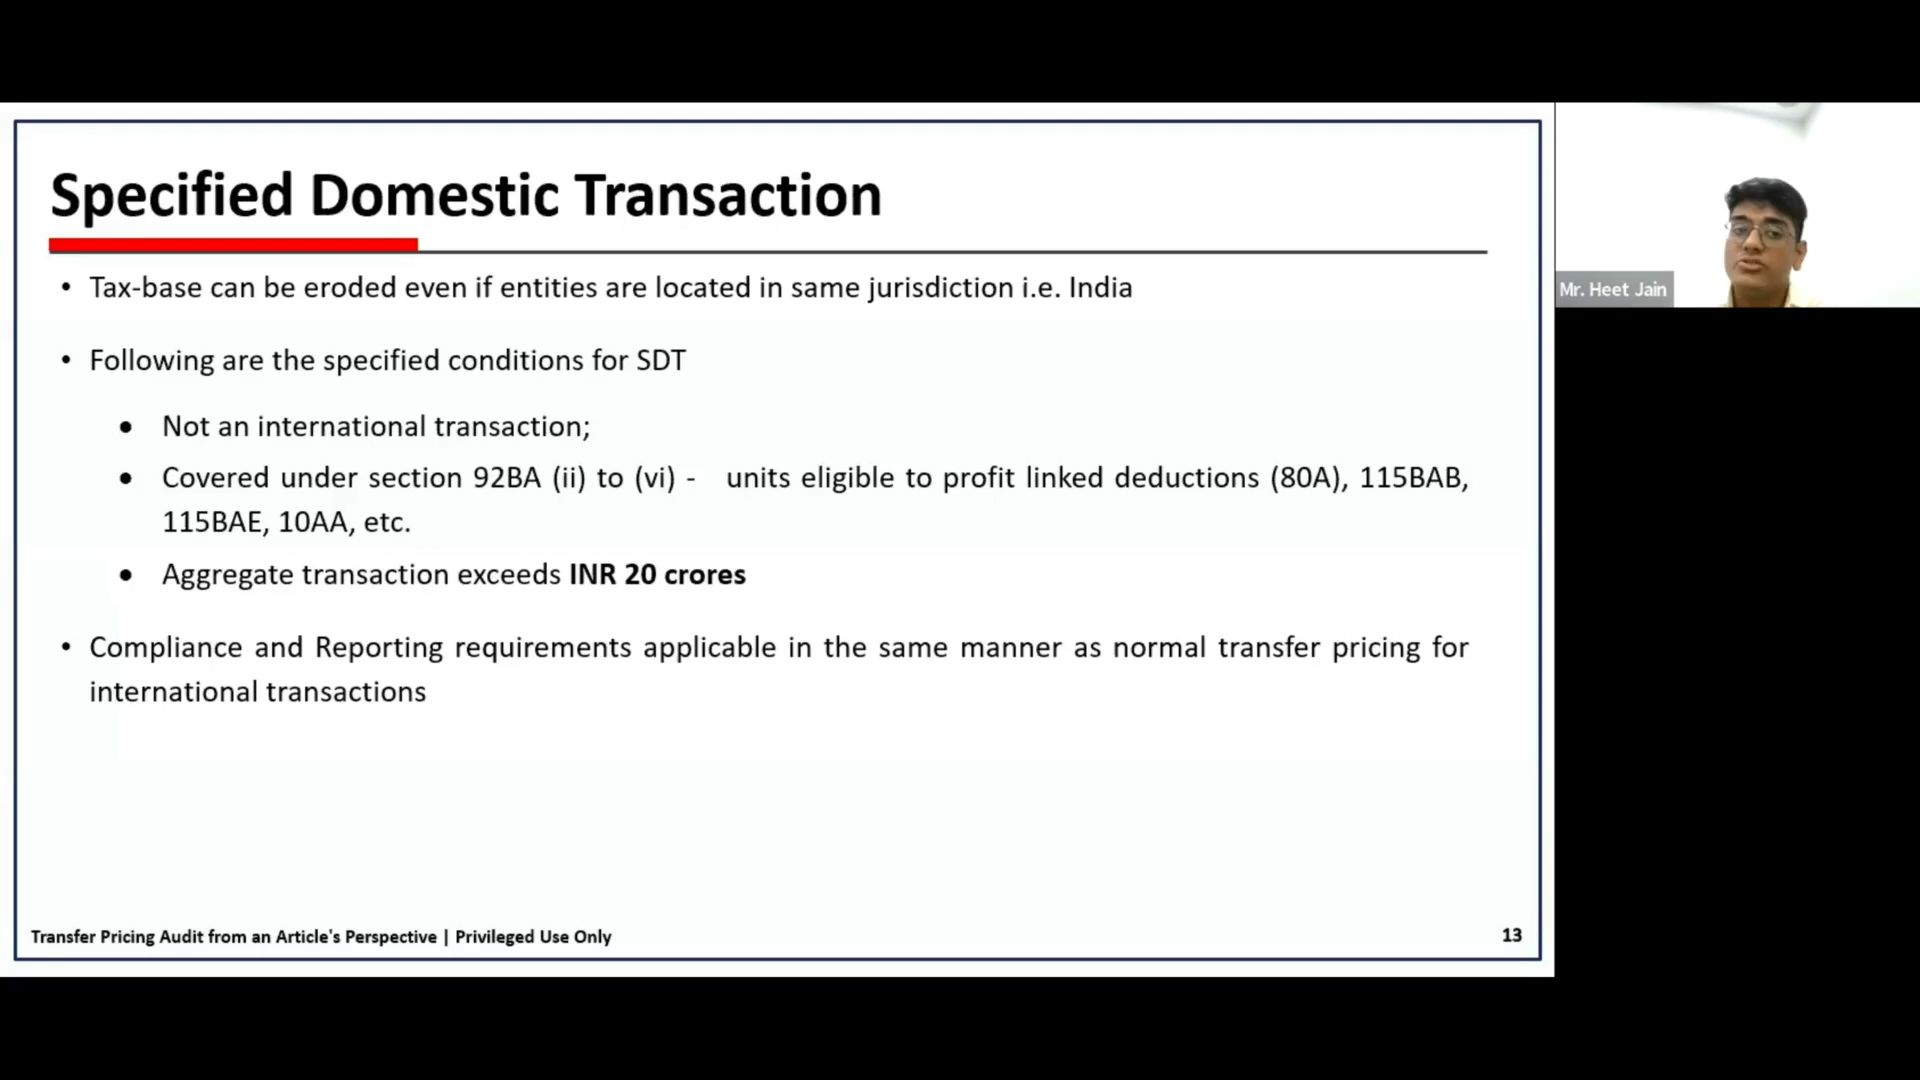 Specified Domestic Transaction
• Tax-base can be eroded even if entities are located in same jurisdiction i.e. India
• Following are the specified conditions for SDT
• Not an international transaction;
• Covered under section 92BA (ii) to (vi) - units eligible to profit linked deductions (80A), 115BAB,
115BAE, 10AA, etc.
• Aggregate transaction exceeds INR 20 crores
• Compliance and Reporting requirements applicable in the same manner as normal transfer pricing for
international transactions
Transfer Pricing Audit from an Article's Perspective | Privileged Use Only
13
Mr. Heet Jain